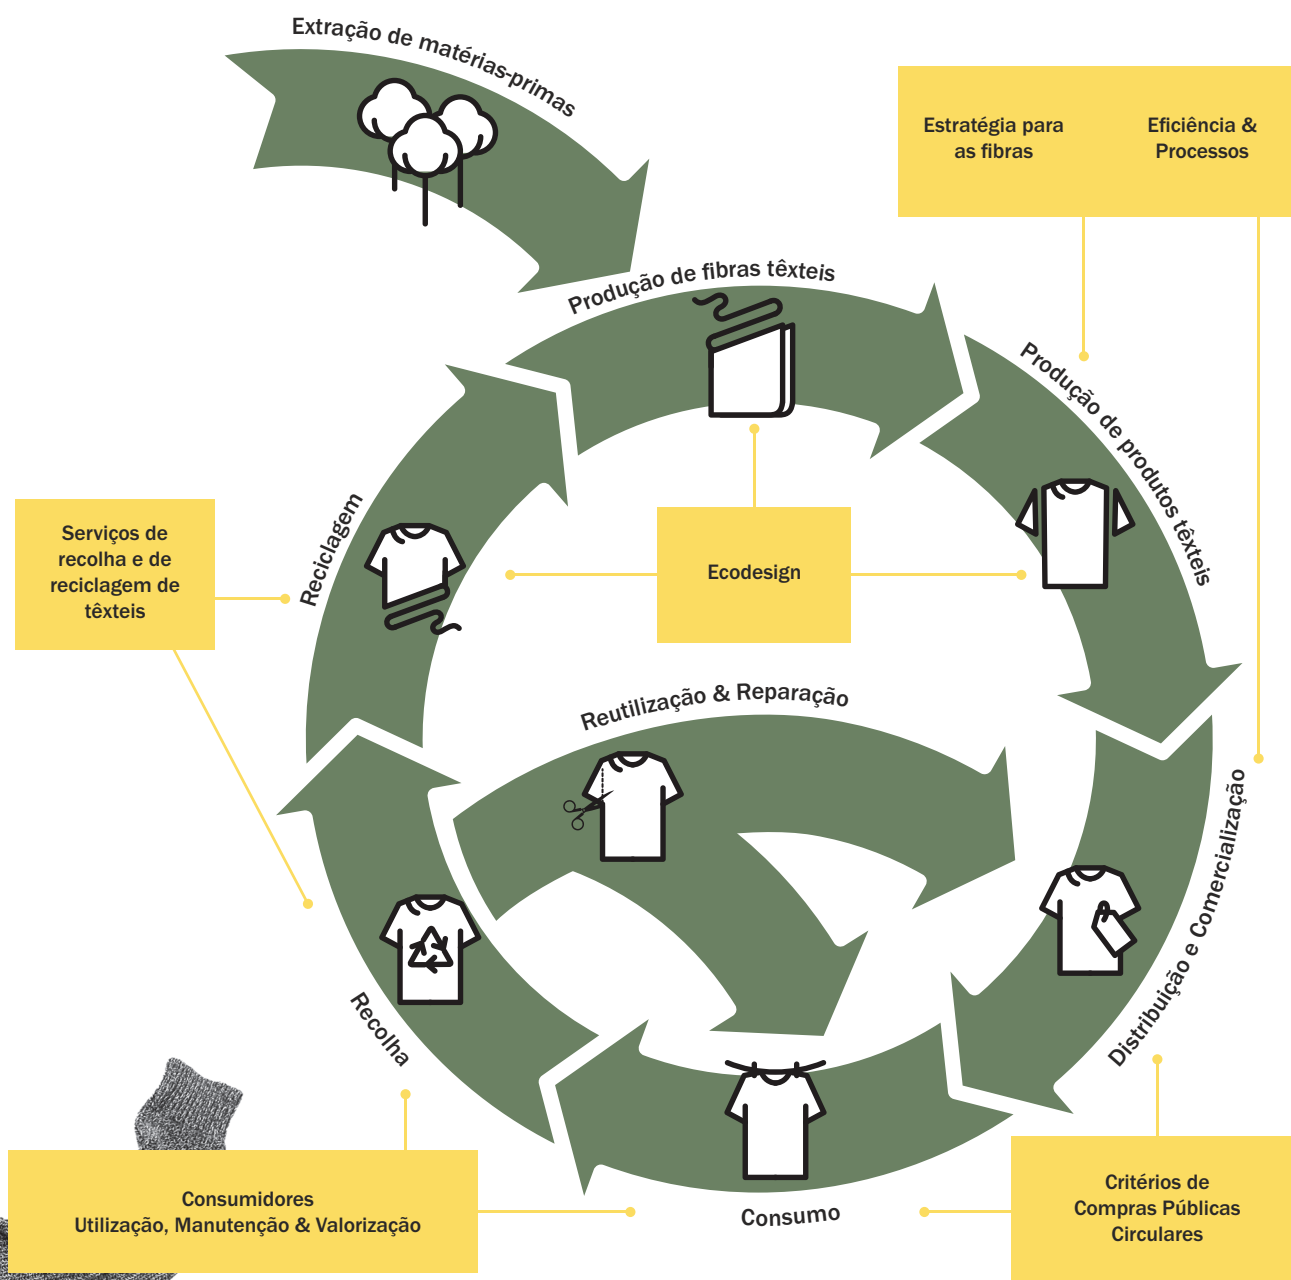 Extração de matérias-primas
Estratégia para
as fibras
Eficiência &
Processos
Produção de fibras têxteis
Produção de produtos têxteis
Reciclagem
Serviços de
recolha e de
reciclagem de
têxteis
Ecodesign
Reutilização & Reparação
Distribuição e Comercialização
Recolha
Consumidores
Utilização, Manutenção & Valorização
Consumo
Critérios de
Compras Públicas
Circulares